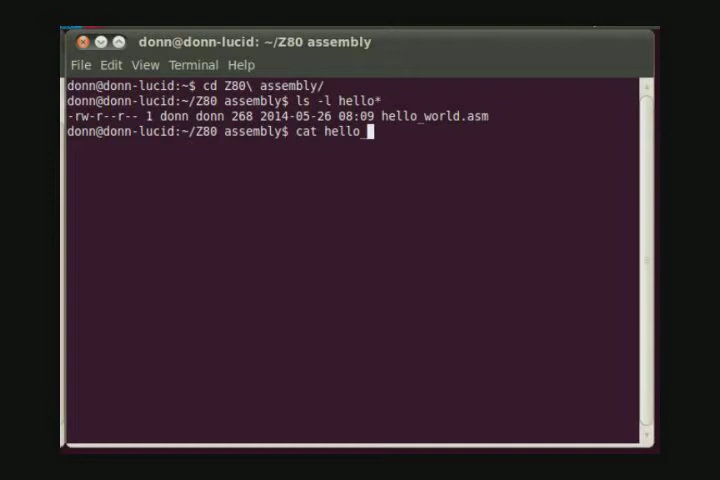 donn@donn-lucid: ~/Z80 assembly
File Edit View Terminal Help
donn@donn-lucid:~$ cd Z80\ assembly/
donn@donn-lucid:~/Z80 assembly$ ls -l hello*
-rw-r--r-- 1 donn donn 268 2014-05-26 08:09 hello_world.asm
donn@donn-lucid:~/Z80 assembly$ cat hello_